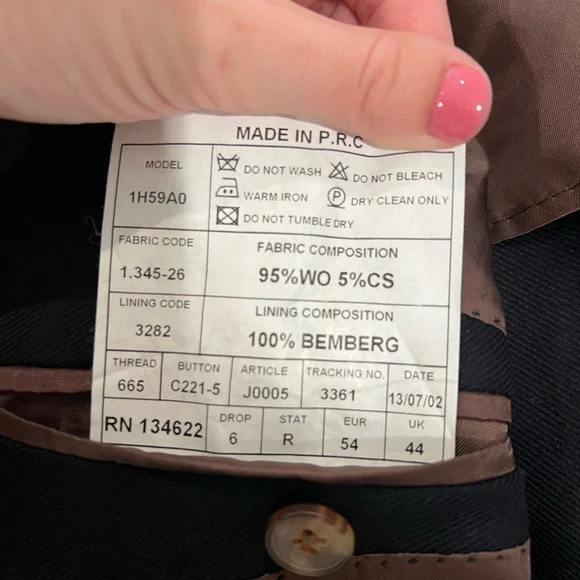 MADE IN P.R.C
MODEL
1H59A0
DO NOT WASH DO NOT BLEACH
WARM IRON P DRY CLEAN ONLY
DO NOT TUMBLE DRY
FABRIC CODE
1.345-26
FABRIC COMPOSITION
95%WO 5%CS
LINING CODE
3282
LINING COMPOSITION
100% BEMBERG
THREAD BUTTON ARTICLE TRACKING NO. DATE
665 C221-5 J0005 3361 13/07/02
RN 134622
DROP STAT EUR UK
6 R 54 44